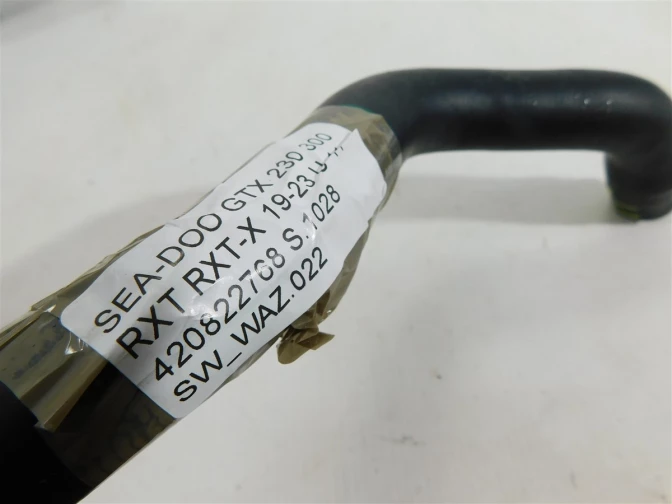 SEA-DOO GTX 230 300
RXT RXT-X 19-23
420822768 S.1028
SW_WAZ.022